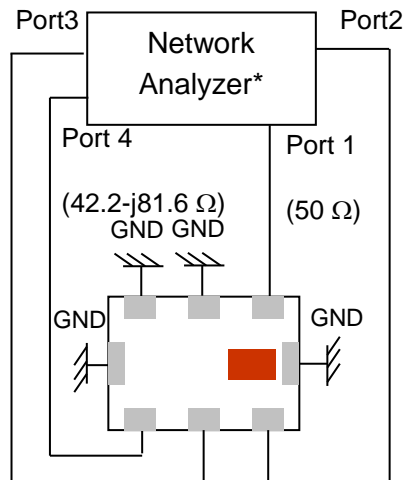 Port3
Port2
Network
Analyzer*
Port 4
Port 1
(42.2-j81.6 Ω)
(50 Ω)
GND GND
GND
GND